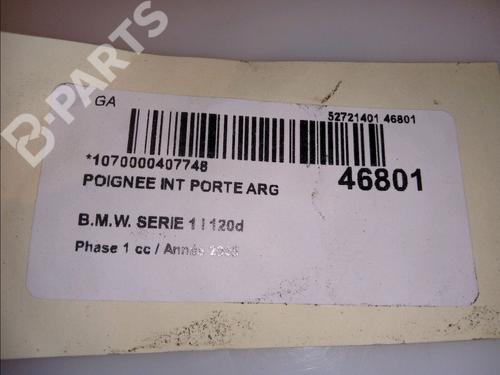 B-PARTS
GA
52721401 46801
*1070000407748
46801
POIGNEE INT PORTE ARG
B.M.W. SERIE 1 I 120d
Phase 1 cc / Année